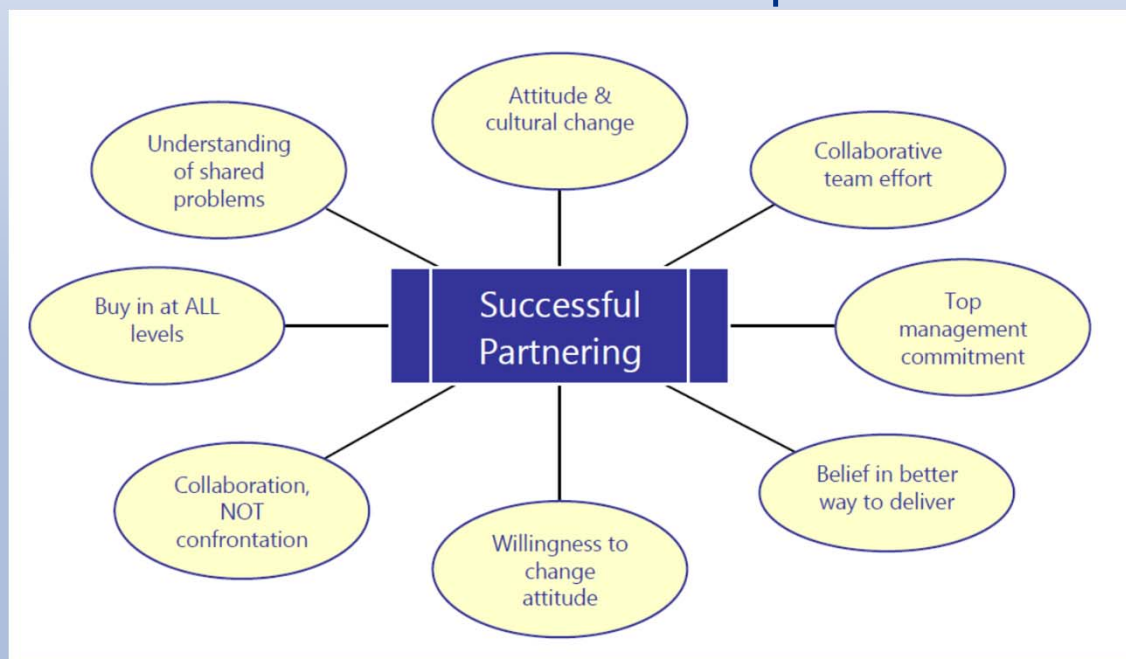 Attitude &
cultural change
Understanding
of shared
problems
Collaborative
team effort
Buy in at ALL
levels
Successful
Partnering
Top
management
commitment
Collaboration,
NOT
confrontation
Willingness to
change
attitude
Belief in better
way to deliver